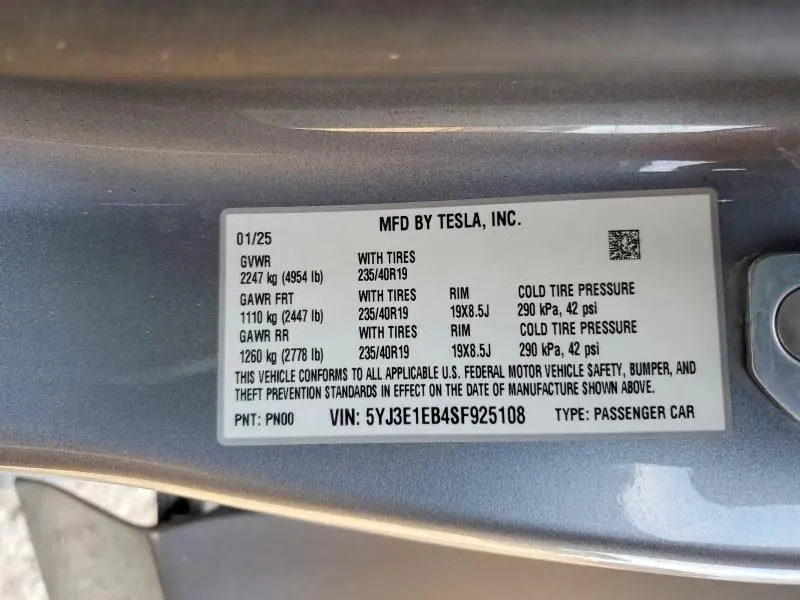 MFD BY TESLA, INC.
01/25
GVWR WITH TIRES
2247 kg (4954 lb) 235/40R19
GAWR FRT WITH TIRES RIM COLD TIRE PRESSURE
1110 kg (2447 lb) 235/40R19 19X8.5J 290 kPa, 42 psi
GAWR RR WITH TIRES RIM COLD TIRE PRESSURE
1260 kg (2778 lb) 235/40R19 19X8.5J 290 kPa, 42 psi
THIS VEHICLE CONFORMS TO ALL APPLICABLE U.S. FEDERAL MOTOR VEHICLE SAFETY, BUMPER, AND
THEFT PREVENTION STANDARDS IN EFFECT ON THE DATE OF MANUFACTURE SHOWN ABOVE.
PNT: PN00 VIN: 5YJ3E1EB4SF925108 TYPE: PASSENGER CAR